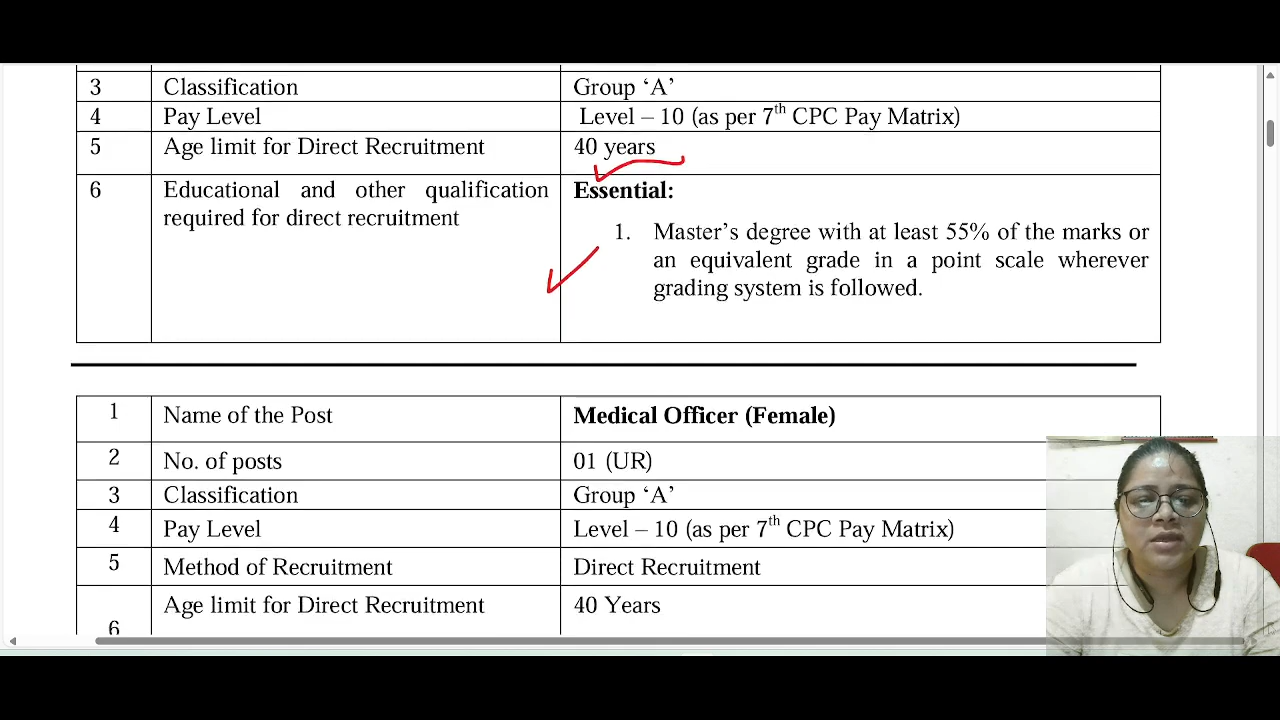 3 Classification Group ‘A’
4 Pay Level Level – 10 (as per 7th CPC Pay Matrix)
5 Age limit for Direct Recruitment 40 years
6 Educational and other qualification Essential:
required for direct recruitment
1. Master’s degree with at least 55% of the marks or
an equivalent grade in a point scale wherever
grading system is followed.
1 Name of the Post Medical Officer (Female)
2 No. of posts 01 (UR)
3 Classification Group ‘A’
4 Pay Level Level – 10 (as per 7th CPC Pay Matrix)
5 Method of Recruitment Direct Recruitment
Age limit for Direct Recruitment 40 Years
6